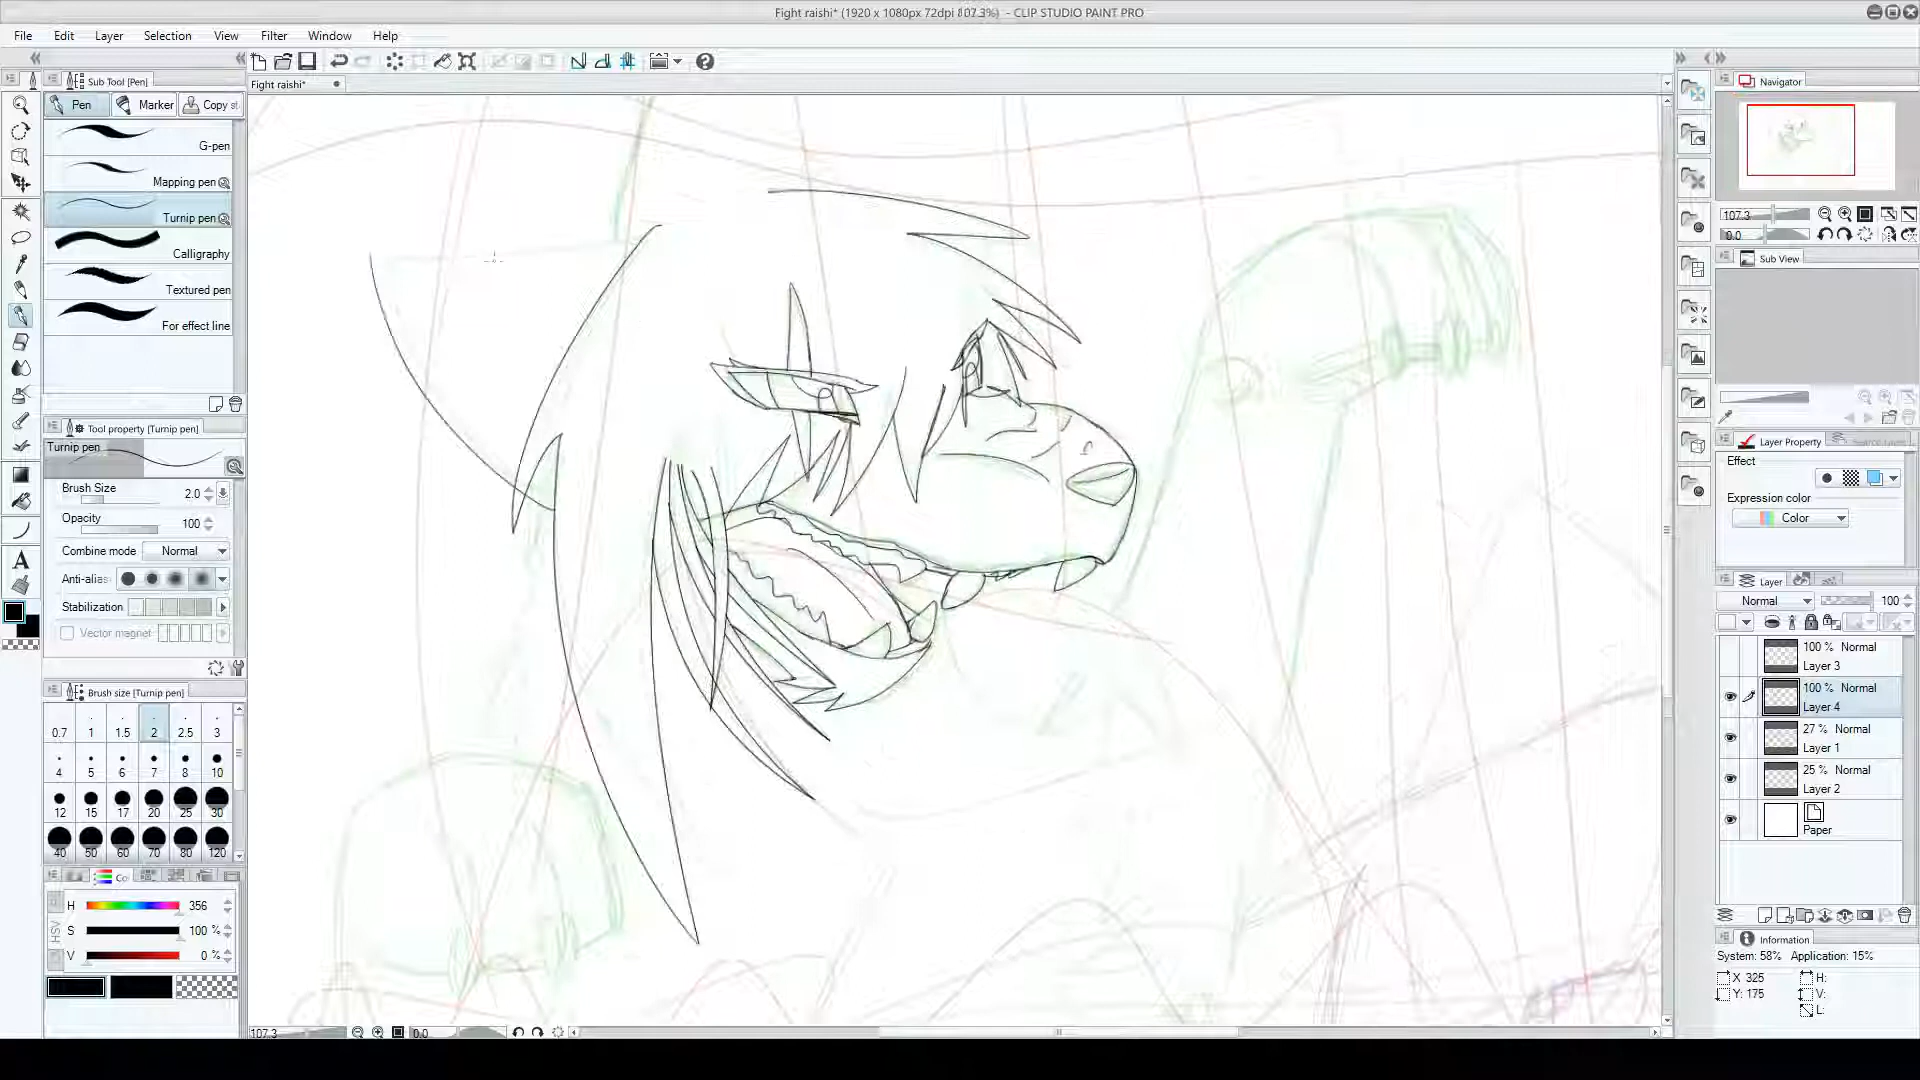 Fight raishi* (1920 x 1080px 72dpi 107.3%) - CLIP STUDIO PAINT PRO
File Edit Layer Selection View Filter Window Help
Sub Tool [Pen]
Fight raishi*
Navigator
Pen Marker Copy s
G-pen
Mapping pen
Turnip pen
Calligraphy
Textured pen
For effect line
107.3
0.0
Sub View
Tool property [Turnip pen]
Turnip pen
Brush Size 2.0
Opacity 100
Combine mode Normal
Anti-alias
Stabilization
Vector magnet
Layer Property
Effect
Expression color
Color
Layer
Normal 100
100 % Normal
Layer 3
100 % Normal
Layer 4
27 % Normal
Layer 1
25 % Normal
Layer 2
Paper
Brush size [Turnip pen]
0.7 1 1.5 2 2.5 3
4 5 6 7 8 10
12 15 17 20 25 30
40 50 60 70 80 120
Co
HSV
H 356
S 100 %
V 0 %
A
Information
System: 58% Application: 15%
X 325 H:
Y: 175 V:
L:
107.3 0.0